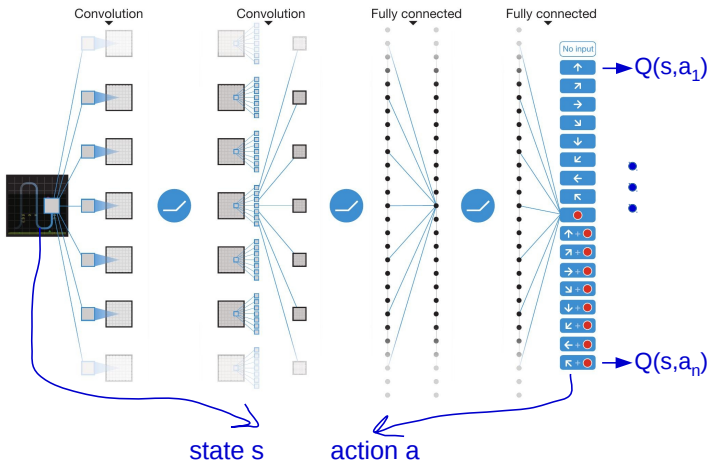 Convolution
Convolution
Fully connected
Fully connected
No input
Q(s,a1)
Q(s,an)
state s
action a